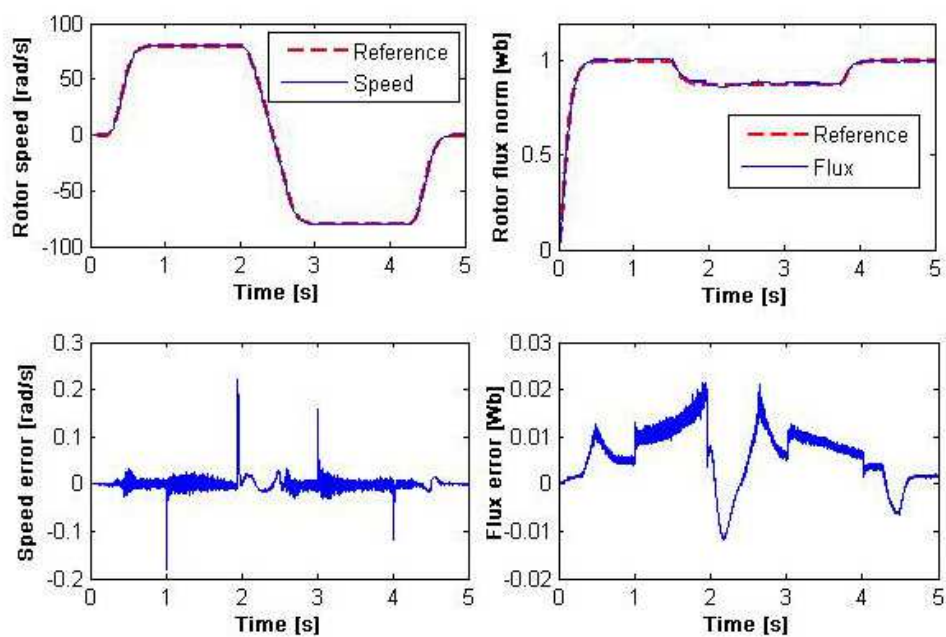 Rotor speed [rad/s]
100
50
0
-50
-100
Reference
Speed
0 1 2 3 4 5
Time [s]
Rotor flux norm [wb]
1
0.5
0
Reference
Flux
0 1 2 3 4 5
Time [s]
Speed error [rad/s]
0.3
0.2
0.1
0
-0.1
-0.2
0 1 2 3 4 5
Time [s]
Flux error [Wb]
0.03
0.02
0.01
0
-0.01
-0.02
0 1 2 3 4 5
Time [s]